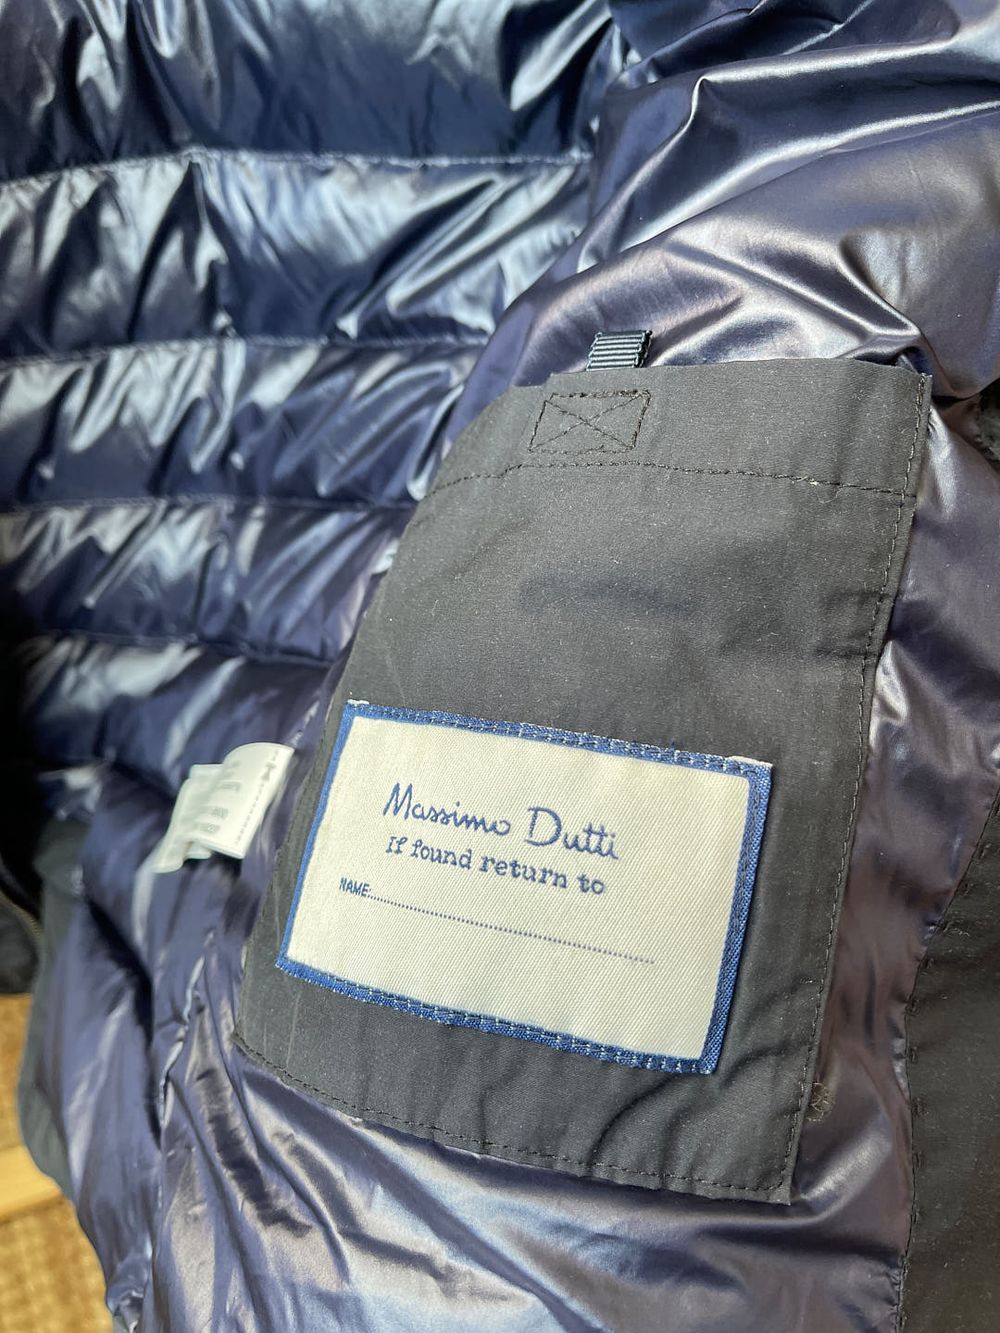 Massimo Dutti
If found return to
NAME: